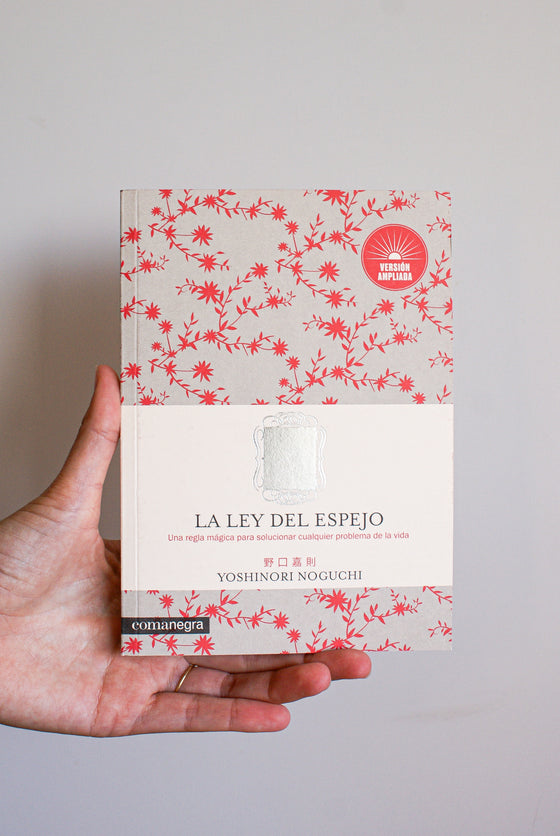 VERSIÓN
AMPLIADA
LA LEY DEL ESPEJO
Una regla mágica para solucionar cualquier problema de la vida
野口嘉則
YOSHINORI NOGUCHI
comanegra